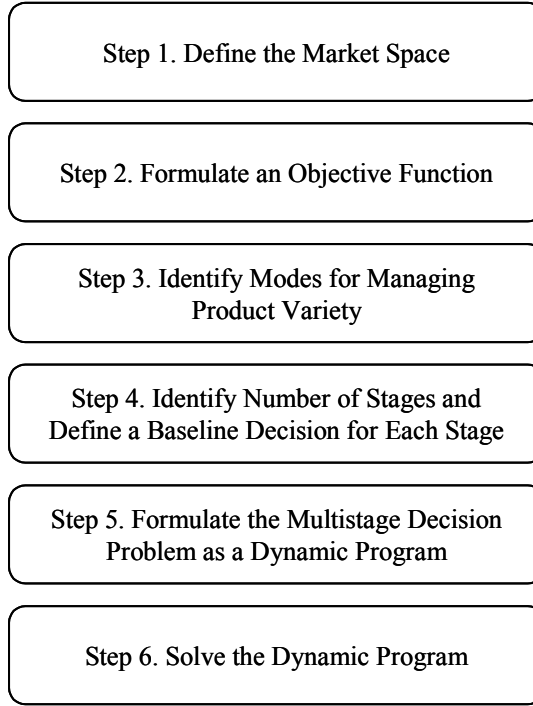 Step 1. Define the Market Space
Step 2. Formulate an Objective Function
Step 3. Identify Modes for Managing
Product Variety
Step 4. Identify Number of Stages and
Define a Baseline Decision for Each Stage
Step 5. Formulate the Multistage Decision
Problem as a Dynamic Program
Step 6. Solve the Dynamic Program